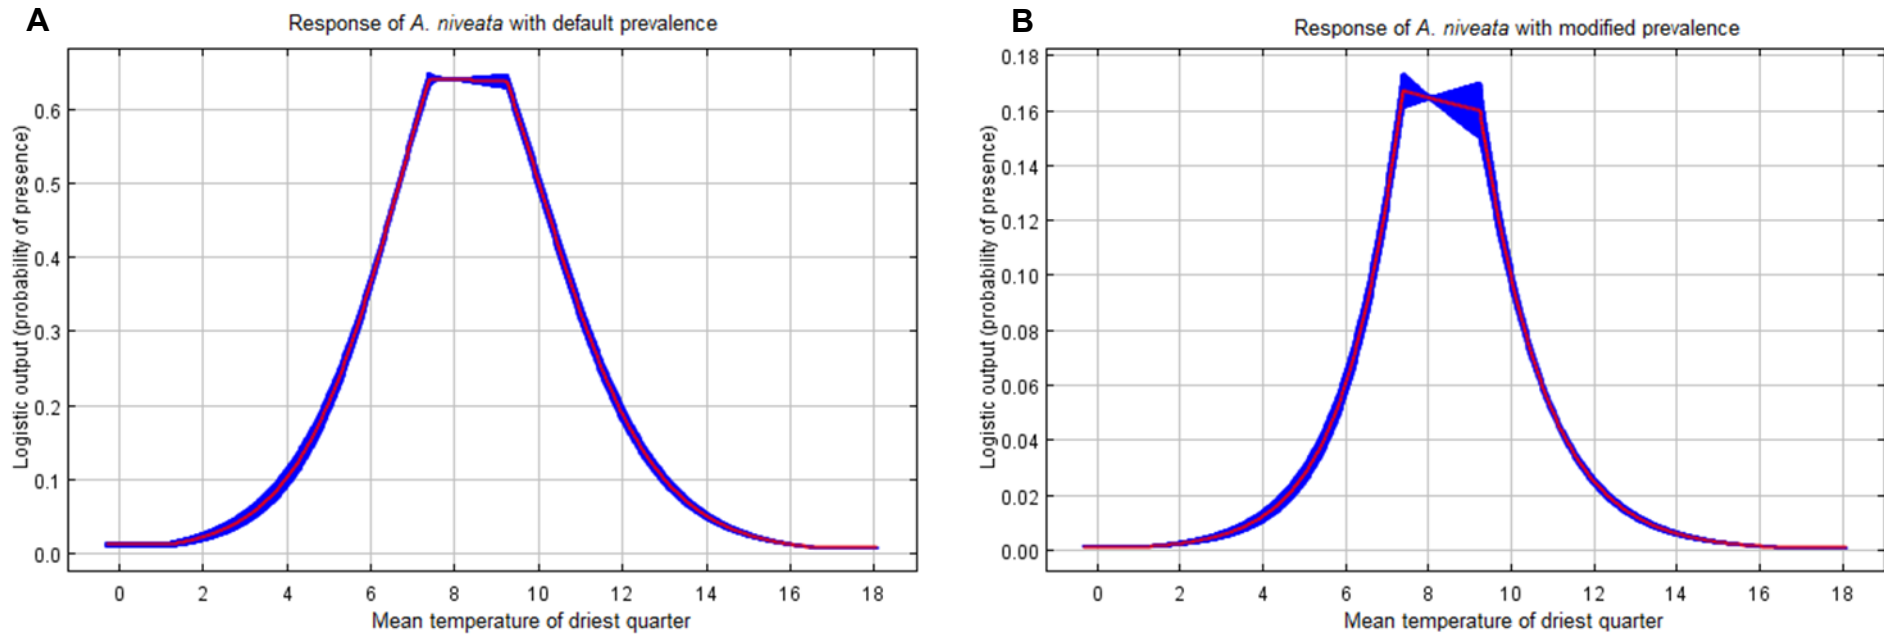 A
Response of A. niveata with default prevalence
Logistic output (probability of presence)
0.6
0.5
0.4
0.3
0.2
0.1
0.0
0 2 4 6 8 10 12 14 16 18
Mean temperature of driest quarter
B
Response of A. niveata with modified prevalence
Logistic output (probability of presence)
0.18
0.16
0.14
0.12
0.10
0.08
0.06
0.04
0.02
0.00
0 2 4 6 8 10 12 14 16 18
Mean temperature of driest quarter